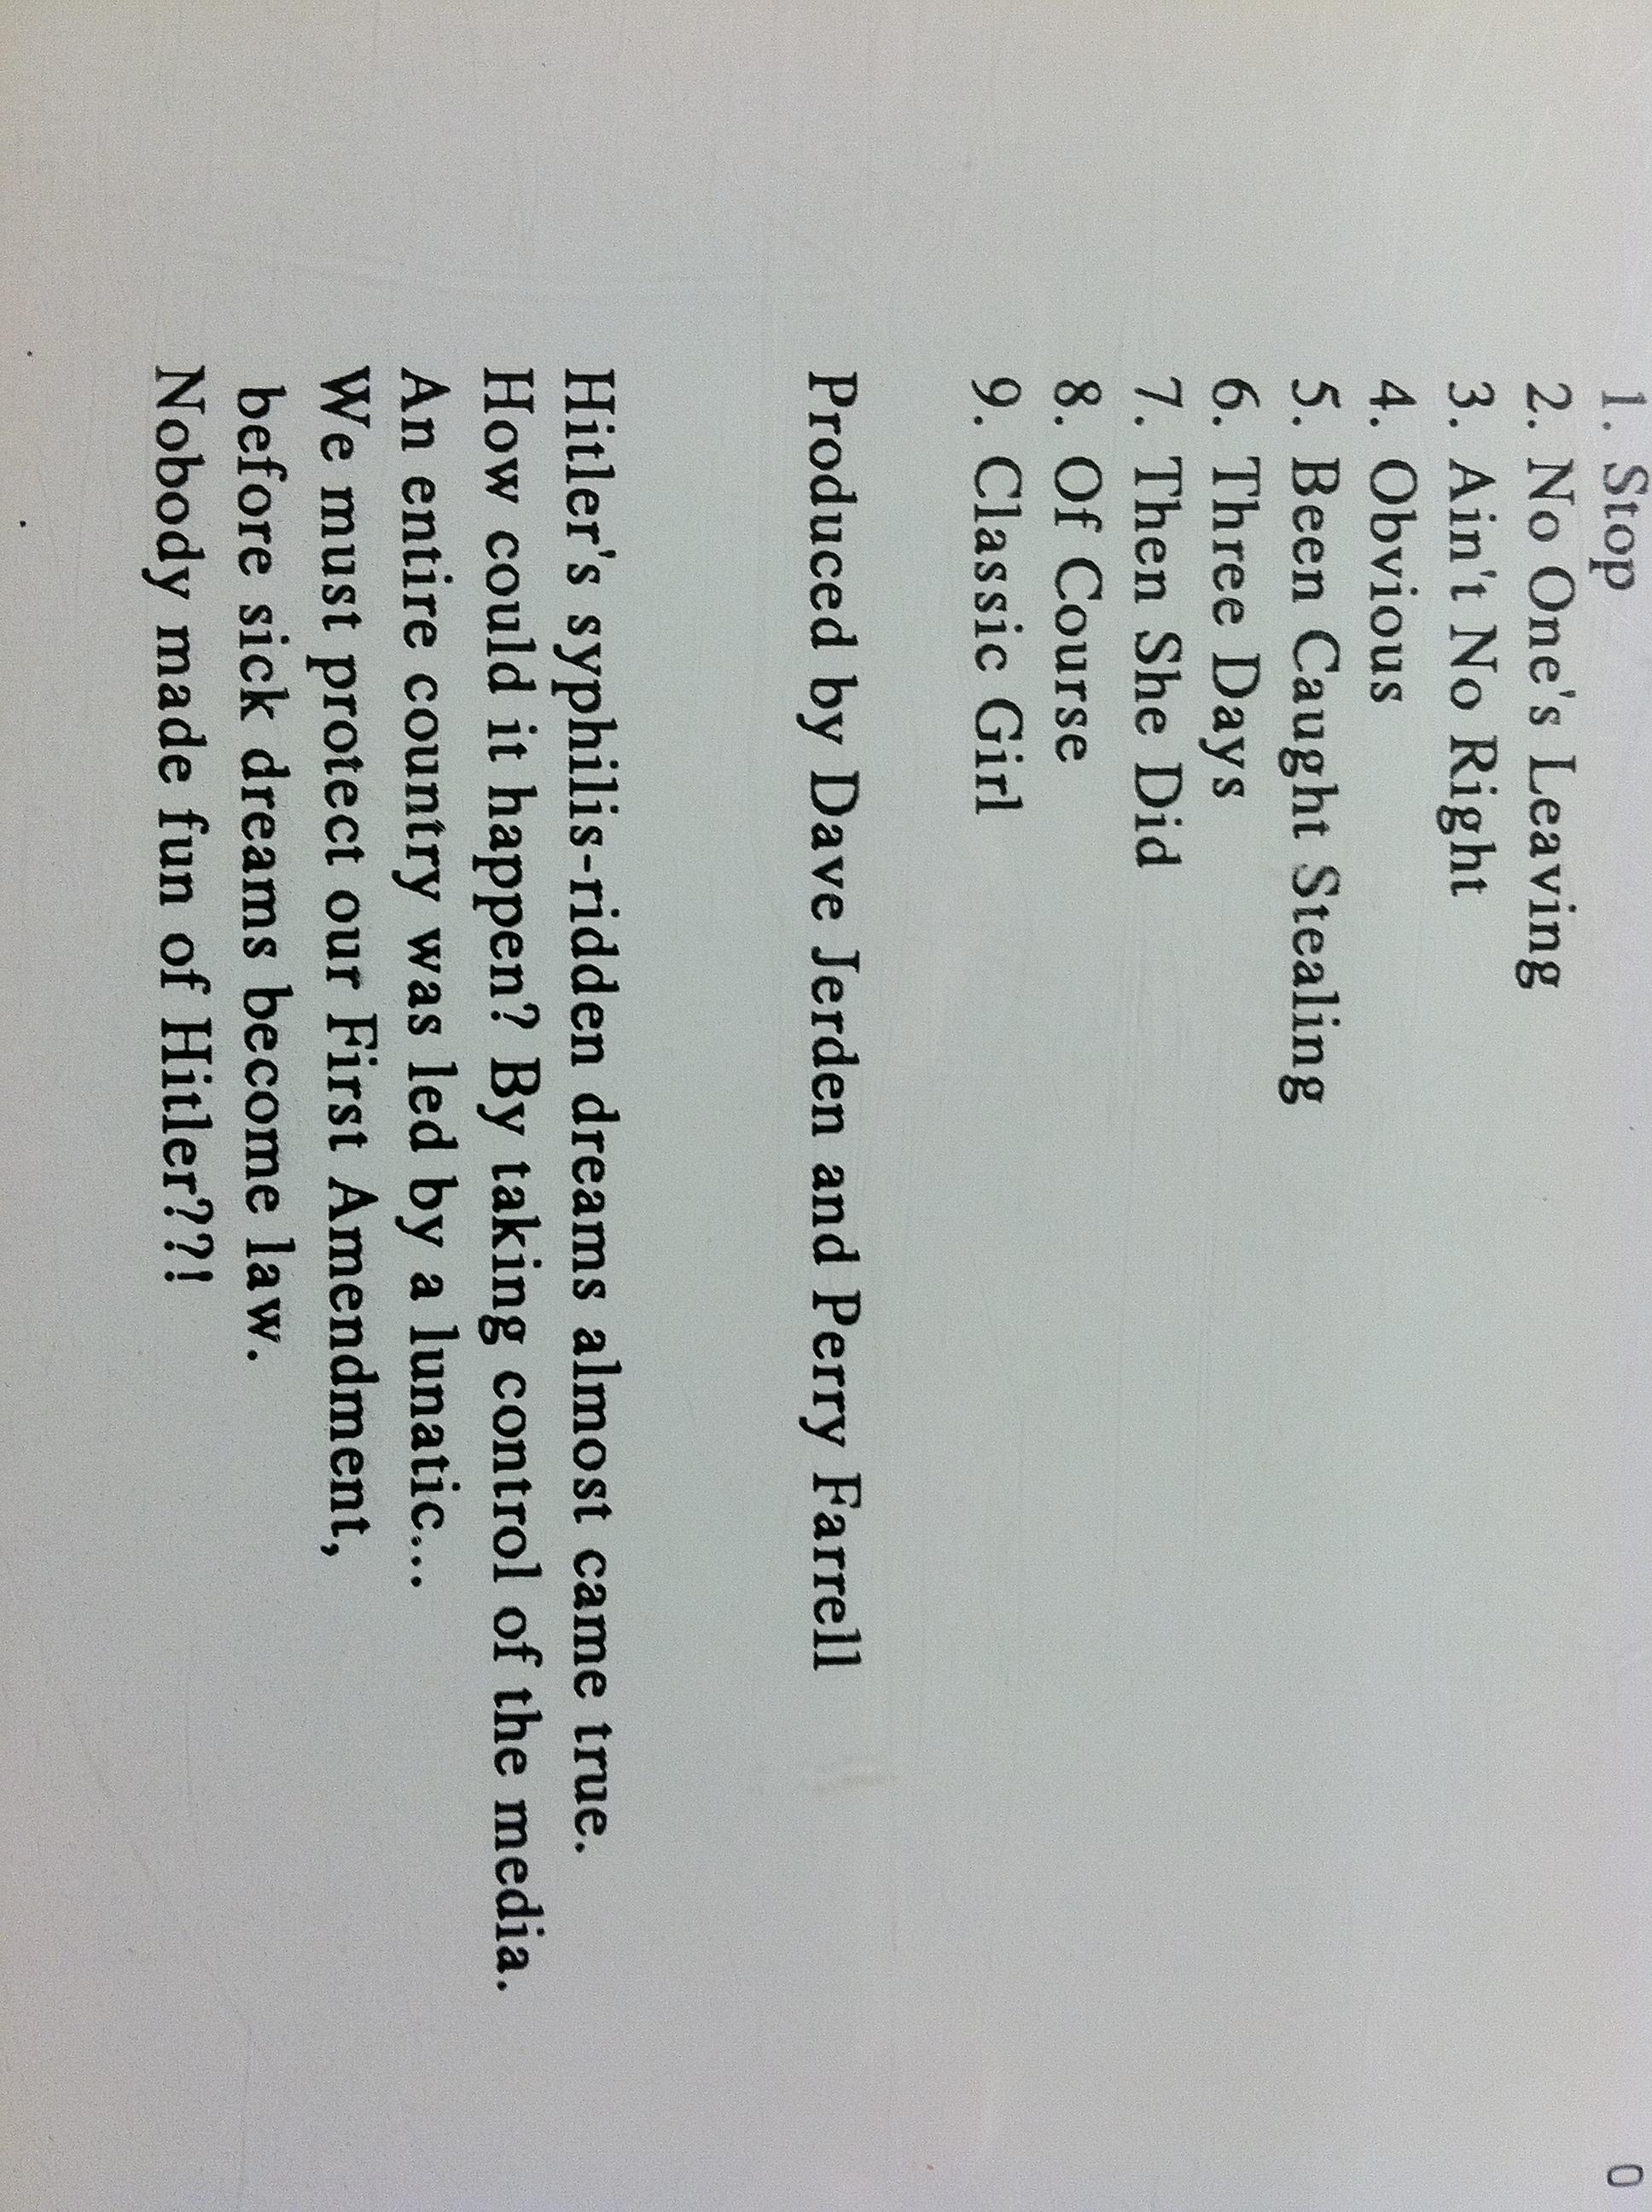 0
1. Stop
2. No One's Leaving
3. Ain't No Right
4. Obvious
5. Been Caught Stealing
6. Three Days
7. Then She Did
8. Of Course
9. Classic Girl
Produced by Dave Jerden and Perry Farrell
Hitler's syphilis-ridden dreams almost came true.
How could it happen? By taking control of the media.
An entire country was led by a lunatic...
We must protect our First Amendment,
before sick dreams become law.
Nobody made fun of Hitler??!